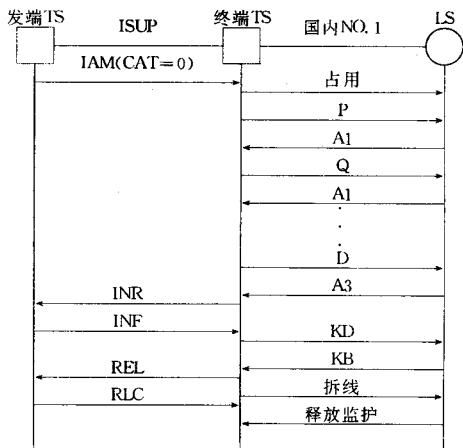 发端TS ISUP 终端TS 国内NO.1 LS
IAM(CAT=0)
占用
P
A1
Q
A1
D
A3
INR
INF
KD
KB
REL
拆线
RLC
释放监护